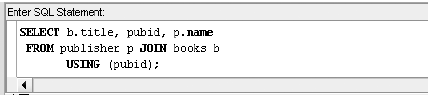 Enter SQL Statement:
SELECT b.title, pubid, p.name
FROM publisher p JOIN books b
USING (pubid);